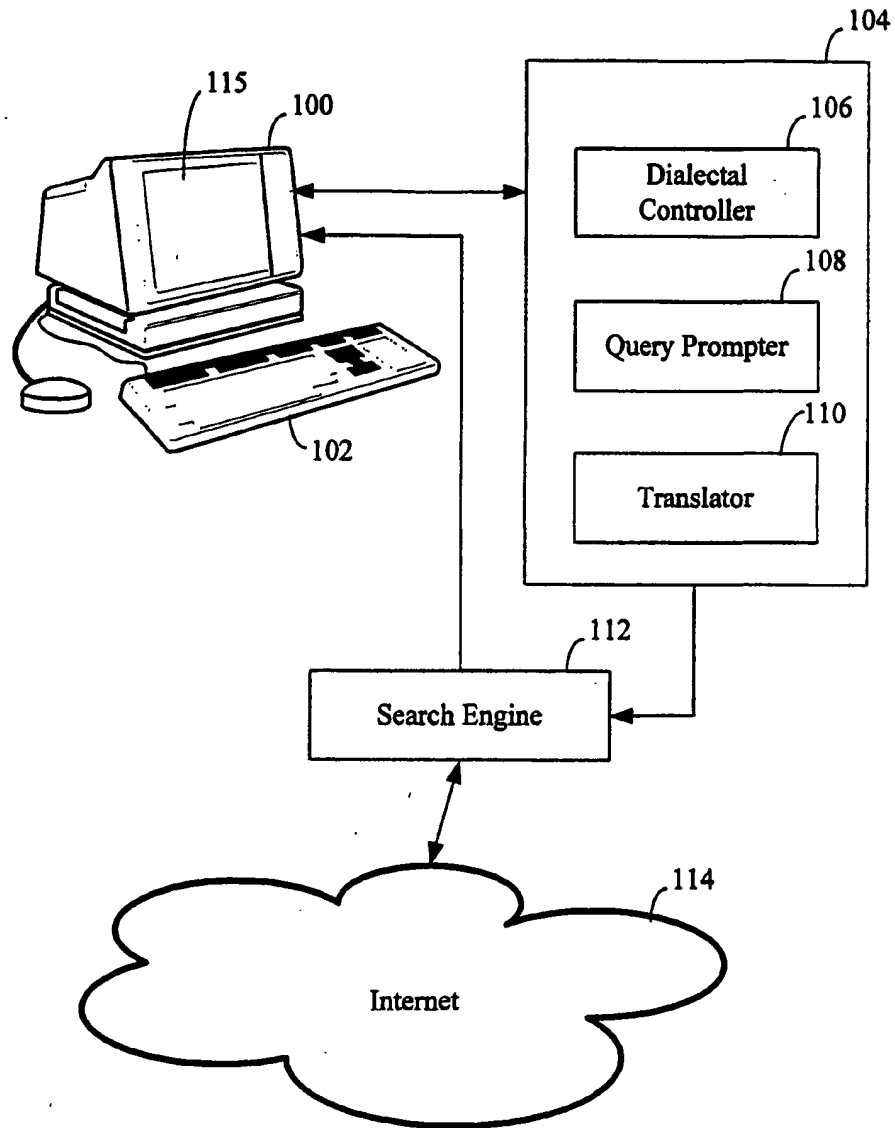 104
115
100
106
Dialectal
Controller
108
Query Prompter
102
110
Translator
112
Search Engine
114
Internet